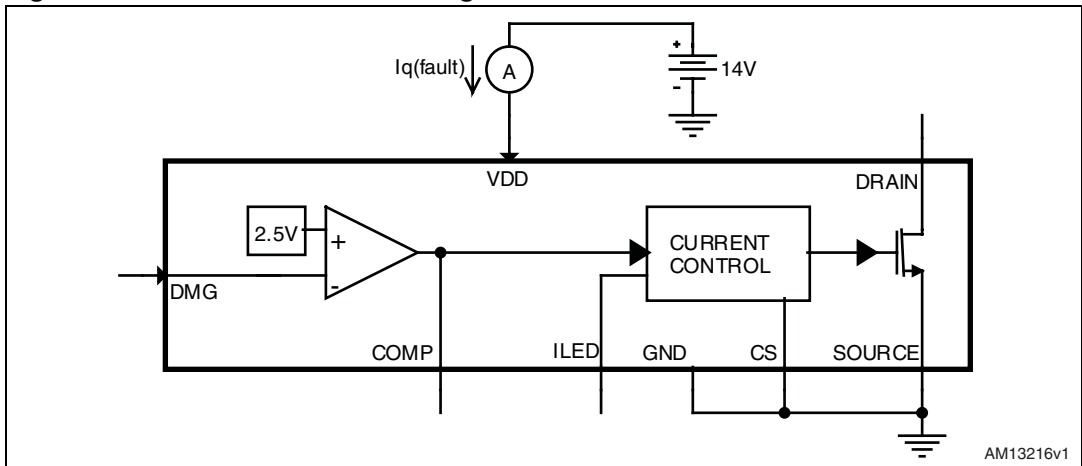 Iq(fault)
A
+
-
14V
VDD
DRAIN
2.5V
+
-
CURRENT
CONTROL
DMG
COMP
ILED
GND
CS
SOURCE
AM13216v1